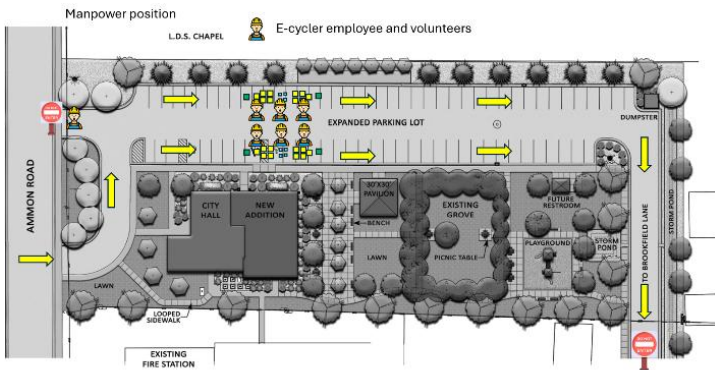 Manpower position
L.D.S. CHAPEL
E-cycler employee and volunteers
DUMPSTER
EXPANDED PARKING LOT
AMMON ROAD
CITY
HALL
NEW
ADDITION
30'X30'
PAVILION
BENCH
EXISTING
GROVE
PICNIC TABLE
FUTURE
RESTROOM
PLAYGROUND
STORM
POND
TO BROOKFIELD LANE
STORM POND
LAWN
LAWN
LOOPED
SIDEWALK
EXISTING
FIRE STATION